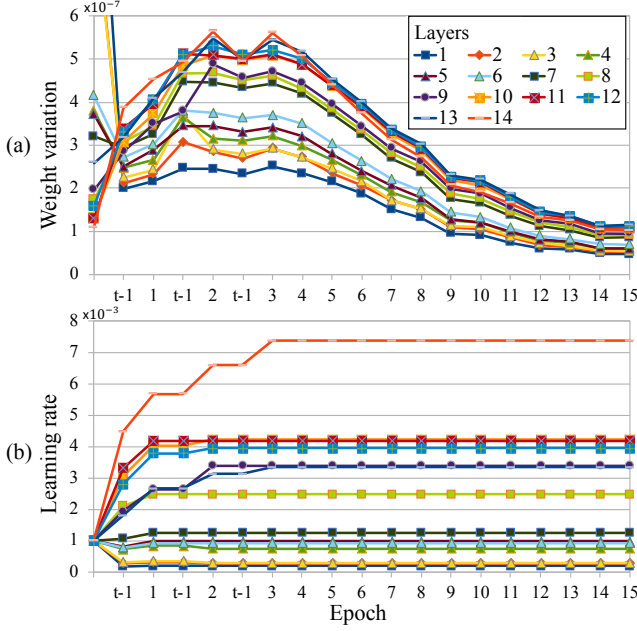 ×10⁻⁷
6
5
4
3
2
1
0
Weight variation
(a)
Layers
1 2 3 4
5 6 7 8
9 10 11 12
13 14
t-1 1 t-1 2 t-1 3 4 5 6 7 8 9 10 11 12 13 14 15
×10⁻³
8
7
6
5
4
3
2
1
0
Learning rate
(b)
t-1 1 t-1 2 t-1 3 4 5 6 7 8 9 10 11 12 13 14 15
Epoch